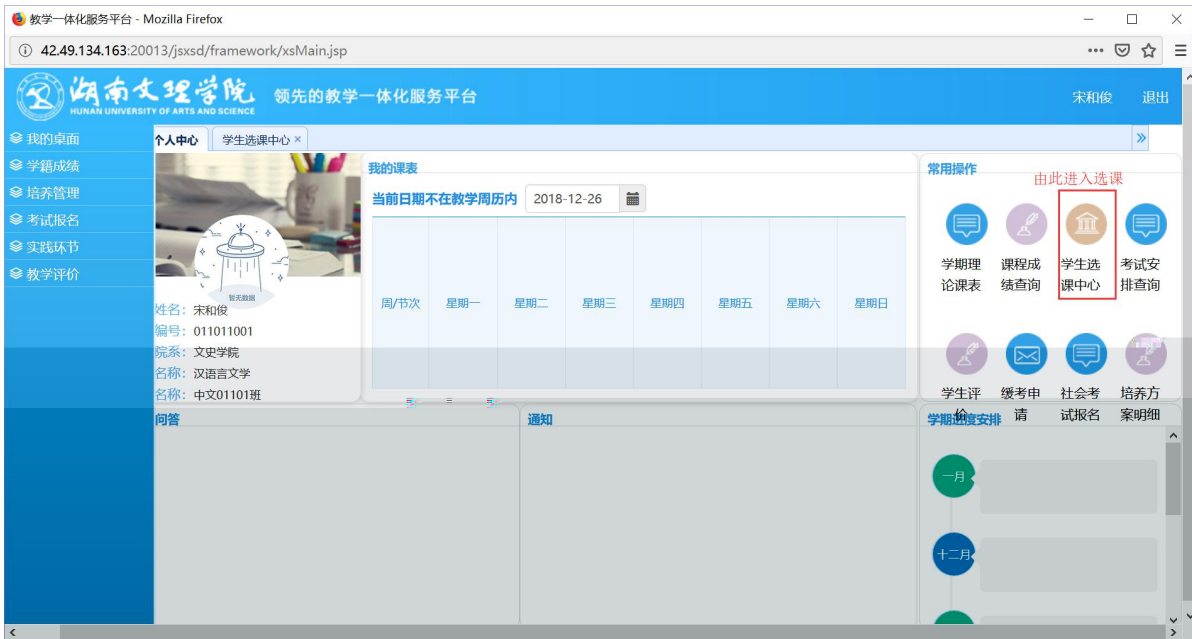 教学一体化服务平台 - Mozilla Firefox
42.49.134.163:20013/jsxsd/framework/xsMain.jsp
湖南文理学院
HUNAN UNIVERSITY OF ARTS AND SCIENCE
领先的教学一体化服务平台
宋和俊 退出
我的桌面
学籍成绩
培养管理
考试报名
实践环节
教学评价
个人中心 学生选课中心 ×
暂无数据
姓名：宋和俊
编号：011011001
院系：文史学院
名称：汉语言文学
名称：中文01101班
我的课表
当前日期不在教学周历内 2018-12-26
周/节次 星期一 星期二 星期三 星期四 星期五 星期六 星期日
常用操作
由此进入选课
学期理论课表
课程成绩查询
学生选课中心
考试安排查询
学生评价
缓考申请
社会考试报名
培养方案明细
问答
通知
学期进度安排
一月
十二月